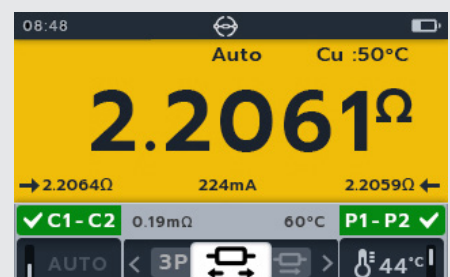 08:48
Auto Cu :50°C
2.2061Ω
→2.2064Ω 224mA 2.2059Ω←
✓ C1-C2 0.19mΩ 60°C P1-P2 ✓
AUTO < 3P > 44°C